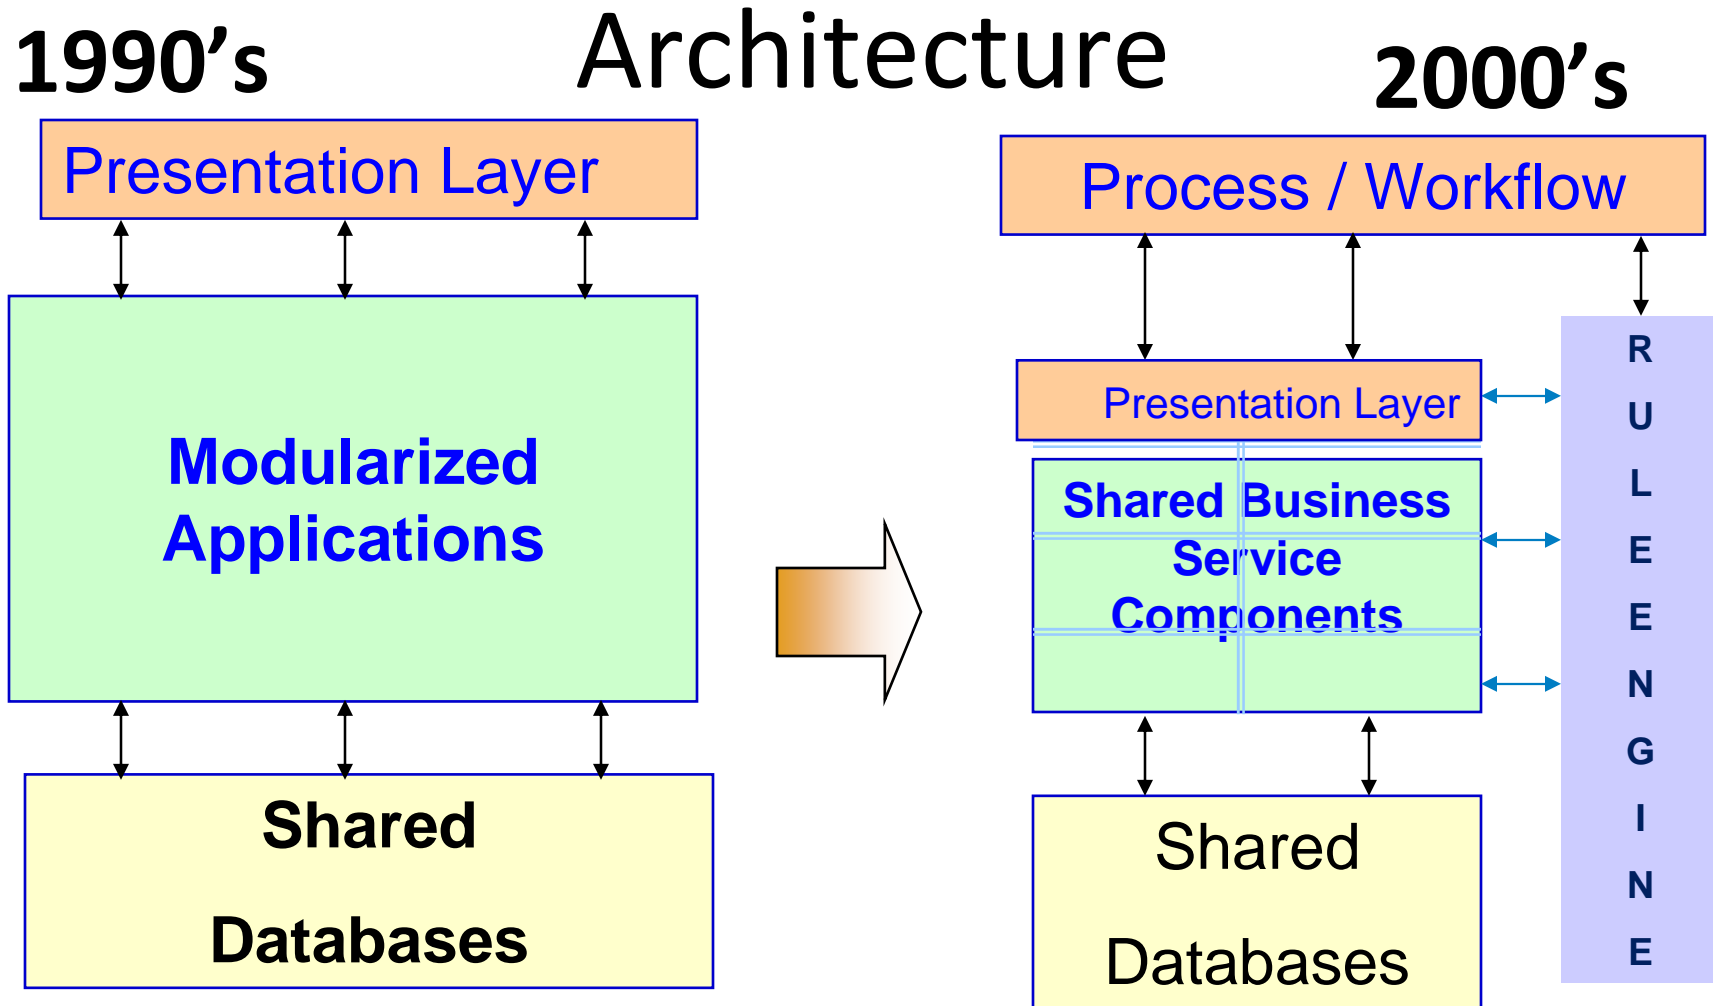 Architecture
1990’s
2000’s
Presentation Layer
Modularized
Applications
Shared
Databases
Process / Workflow
Presentation Layer
Shared Business
Service
Components
Shared
Databases
R
U
L
E
E
N
G
I
N
E